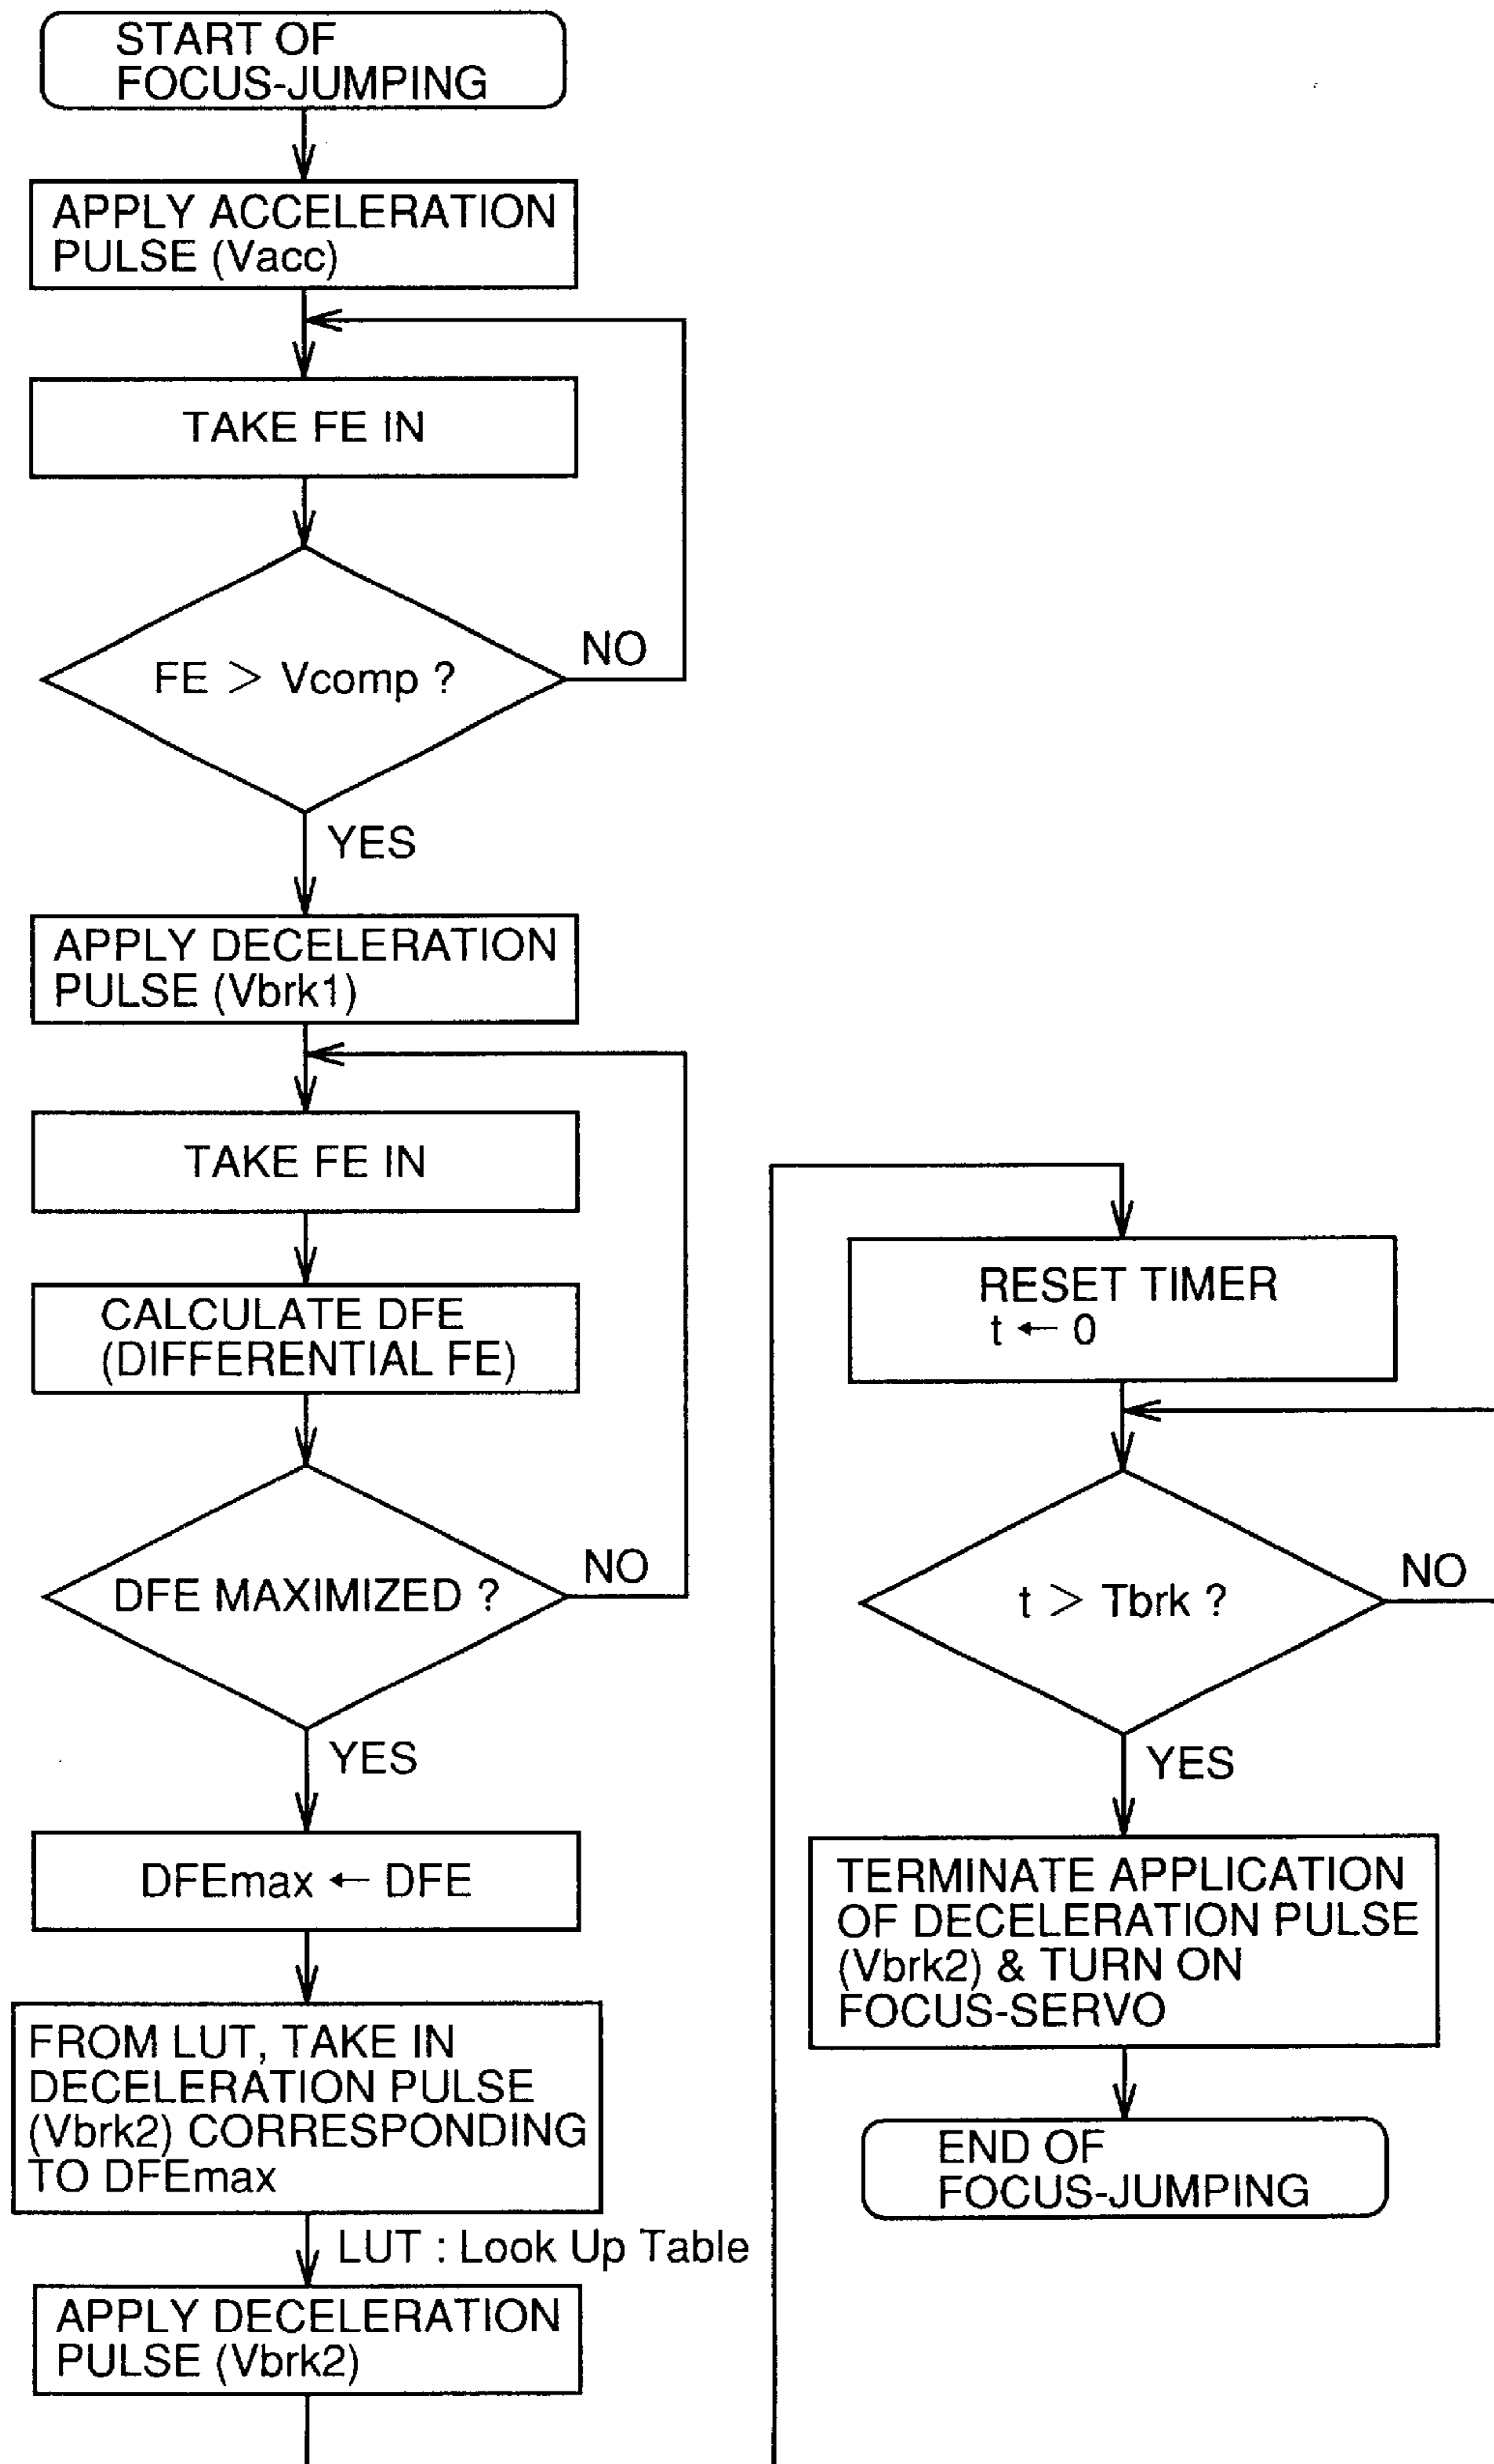 START OF
FOCUS-JUMPING
APPLY ACCELERATION
PULSE (Vacc)
TAKE FE IN
FE > Vcomp ?
NO
YES
APPLY DECELERATION
PULSE (Vbrk1)
TAKE FE IN
CALCULATE DFE
(DIFFERENTIAL FE)
DFE MAXIMIZED ?
NO
YES
DFEmax ← DFE
FROM LUT, TAKE IN
DECELERATION PULSE
(Vbrk2) CORRESPONDING
TO DFEmax
LUT : Look Up Table
APPLY DECELERATION
PULSE (Vbrk2)
RESET TIMER
t ← 0
t > Tbrk ?
NO
YES
TERMINATE APPLICATION
OF DECELERATION PULSE
(Vbrk2) & TURN ON
FOCUS-SERVO
END OF
FOCUS-JUMPING